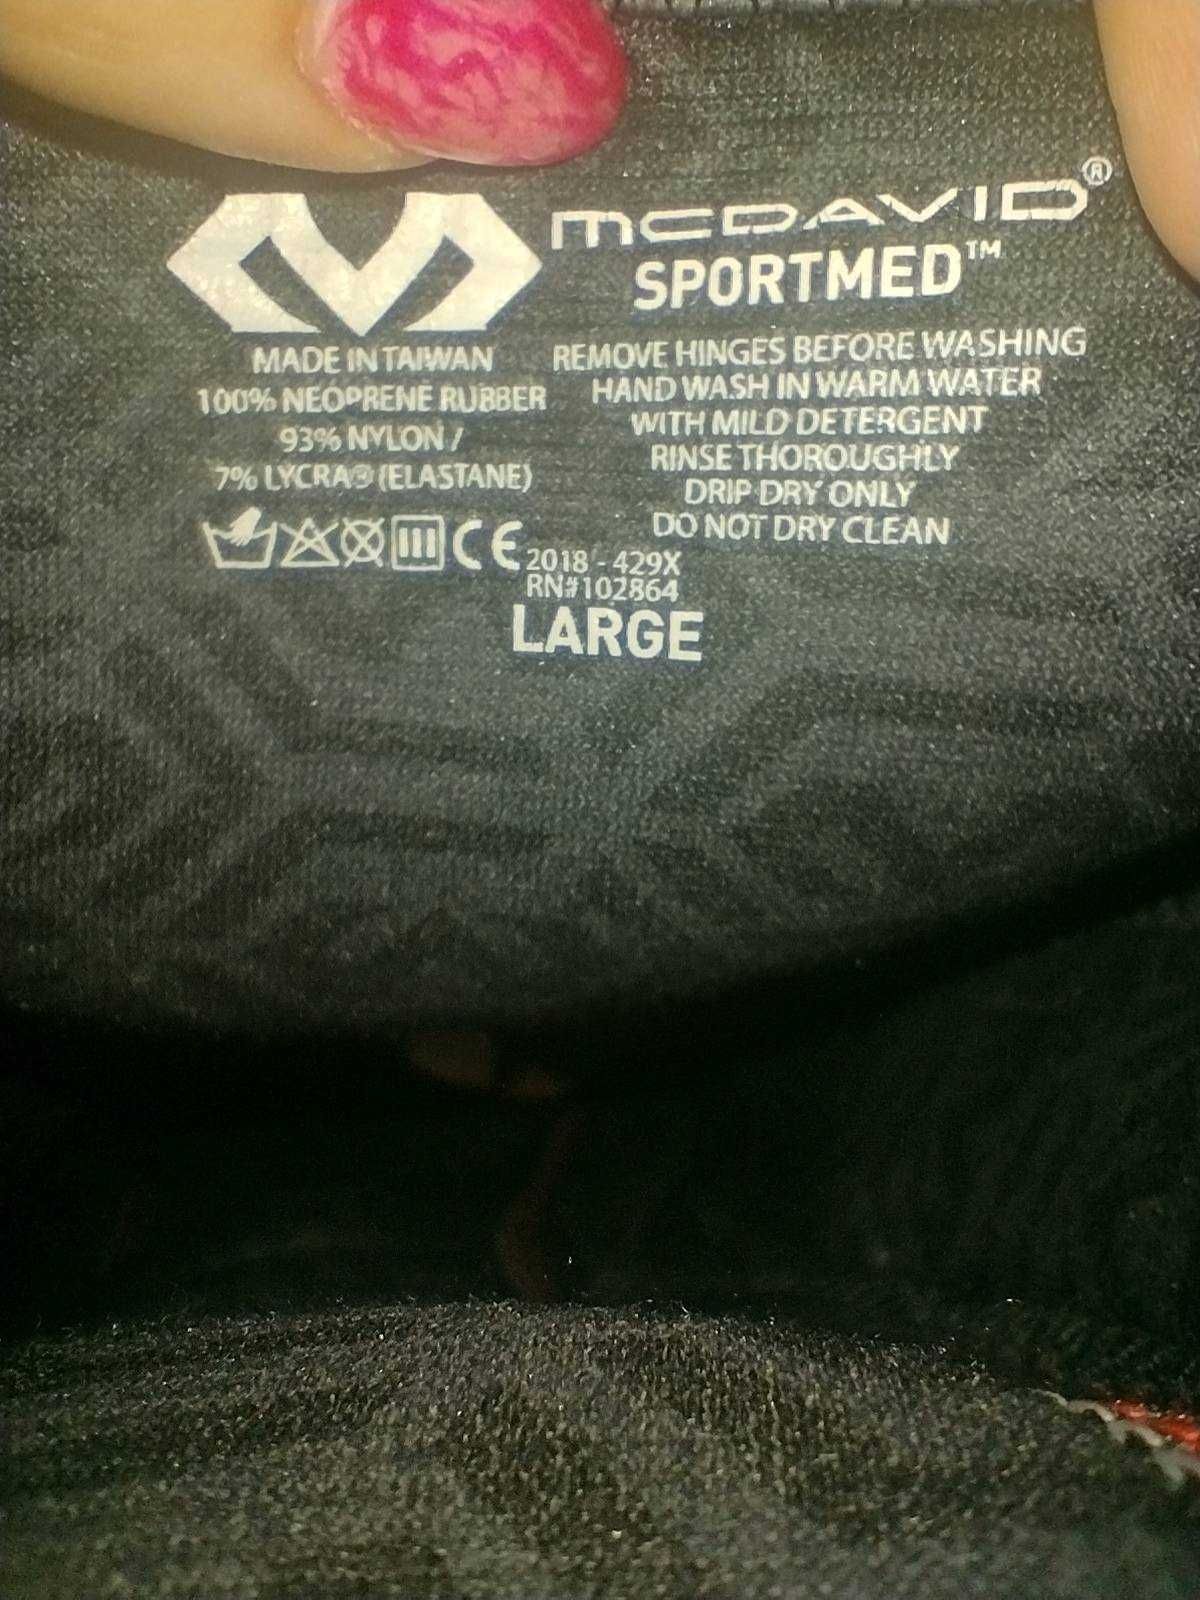 MCDAVID®
SPORTMED™
MADE IN TAIWAN
100% NEOPRENE RUBBER
93% NYLON /
7% LYCRA® (ELASTANE)
REMOVE HINGES BEFORE WASHING
HAND WASH IN WARM WATER
WITH MILD DETERGENT
RINSE THOROUGHLY
DRIP DRY ONLY
DO NOT DRY CLEAN
CE
2018 - 429X
RN#102864
LARGE